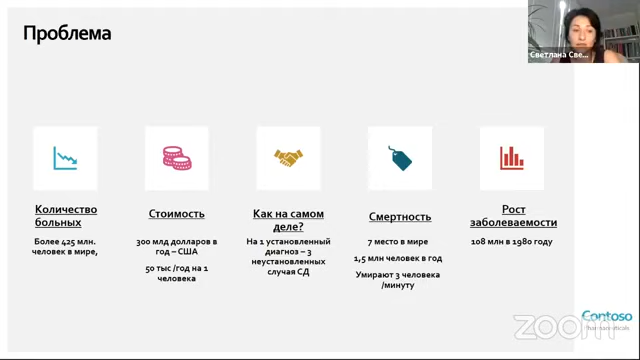 Проблема
Светлана Све...
Количество
больных
Более 425 млн.
человек в мире,
Стоимость
300 млд долларов в
год – США
50 тыс /год на 1
человека
Как на самом
деле?
На 1 установленный
диагноз – 3
неустановленных
случая СД
Смертность
7 место в мире
1,5 млн человек в год
Умирают 3 человека
/минуту
Рост
заболеваемости
108 млн в 1980 году
Contoso
Pharmaceuticals
zoom